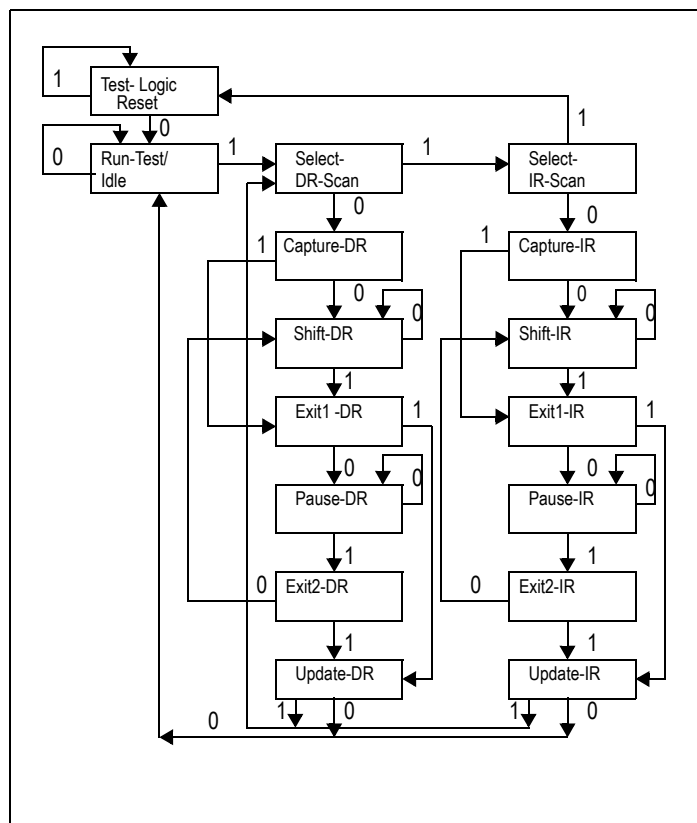 Test- Logic
Reset
1
0
Run-Test/
Idle
0
1
Select-
DR-Scan
1
Select-
IR-Scan
1
0
0
Capture-DR
1
Capture-IR
1
0
0
Shift-DR
0
Shift-IR
0
1
1
Exit1 -DR
1
Exit1-IR
1
0
0
Pause-DR
0
Pause-IR
0
1
1
Exit2-DR
0
Exit2-IR
0
1
1
Update-DR
Update-IR
1
0
1
0
0